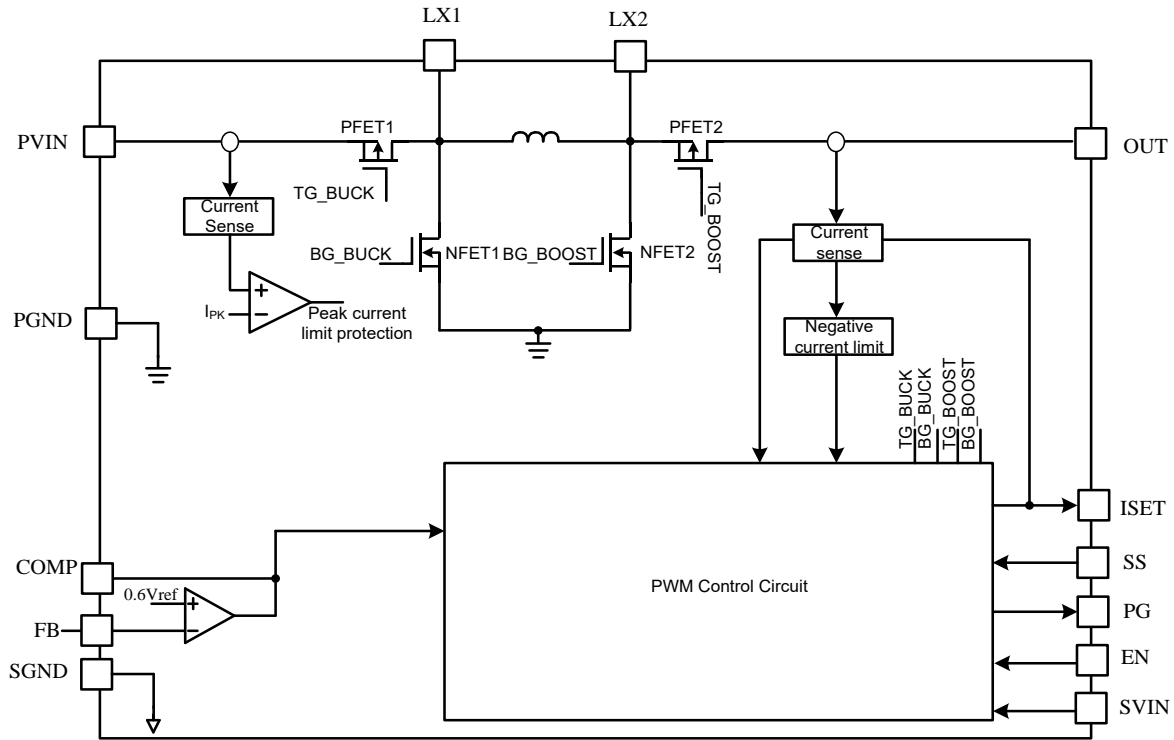 LX1
LX2
PVIN
PFET1
PFET2
OUT
TG_BUCK
TG_BOOST
Current
Sense
Current
sense
BG_BUCK
NFET1
BG_BOOST
NFET2
IPK
+
−
Peak current
limit protection
PGND
Negative
current limit
TG_BUCK
BG_BUCK
TG_BOOST
BG_BOOST
ISET
COMP
SS
0.6Vref
+
−
PWM Control Circuit
FB
PG
SGND
EN
SVIN